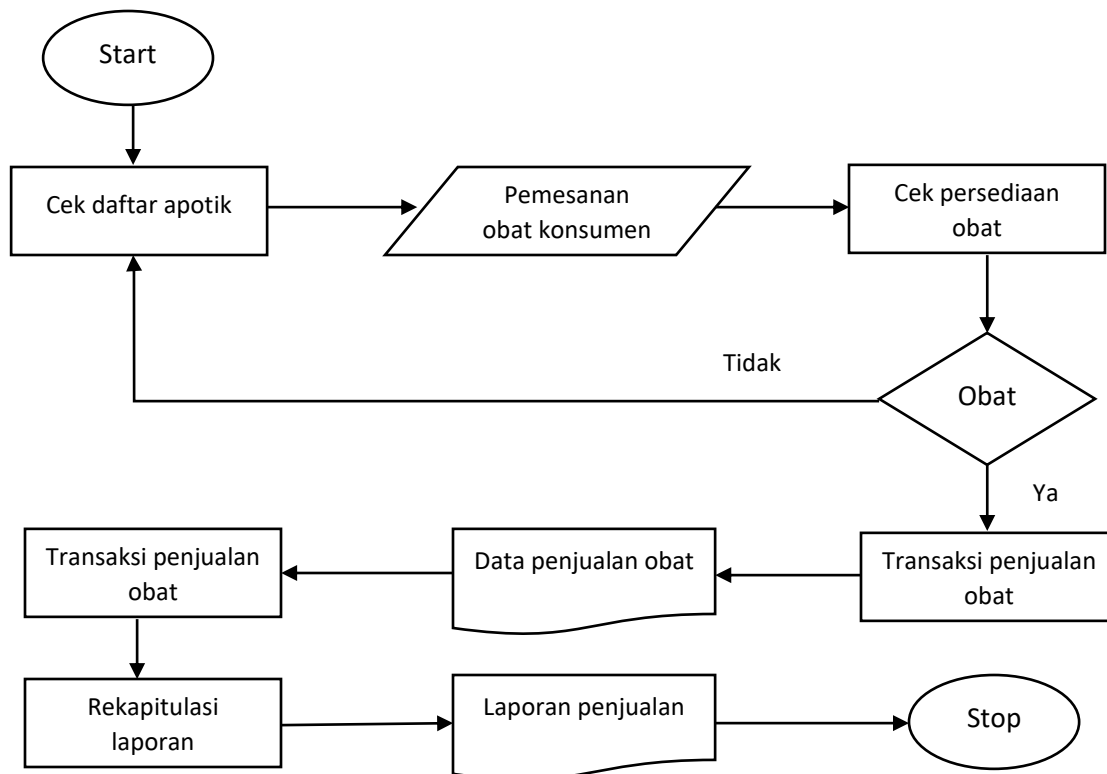 Start
Cek daftar apotik
Pemesanan
obat konsumen
Cek persediaan
obat
Tidak
Obat
Ya
Transaksi penjualan
obat
Data penjualan obat
Transaksi penjualan
obat
Rekapitulasi
laporan
Laporan penjualan
Stop